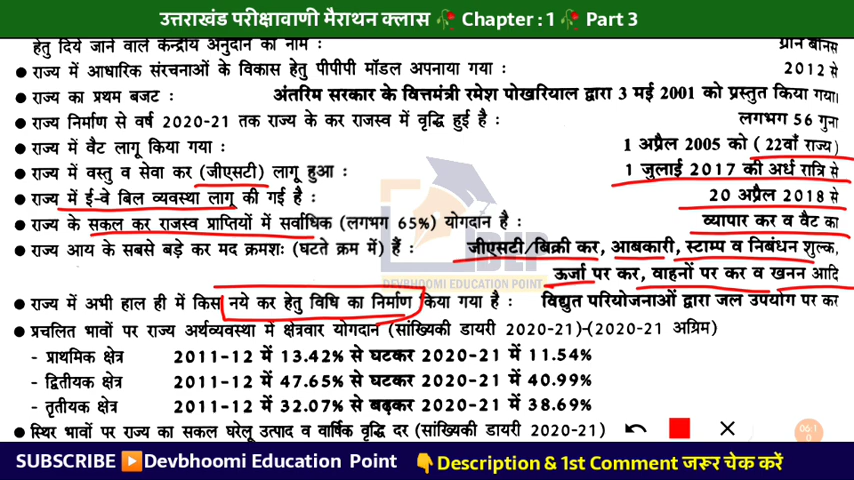 उत्तराखंड परीक्षावाणी मैराथन क्लास 🥀 Chapter : 1 🥀 Part 3
हेतु दिये जाने वाले केन्द्रीय अनुदान का नाम : ग्रीन बोनस
● राज्य में आधारिक संरचनाओं के विकास हेतु पीपीपी मॉडल अपनाया गया : 2012 से
● राज्य का प्रथम बजट : अंतरिम सरकार के वित्तमंत्री रमेश पोखरियाल द्वारा 3 मई 2001 को प्रस्तुत किया गया।
● राज्य निर्माण से वर्ष 2020-21 तक राज्य के कर राजस्व में वृद्धि हुई है : लगभग 56 गुना
● राज्य में वैट लागू किया गया : 1 अप्रैल 2005 को (22वाँ राज्य)
● राज्य में वस्तु व सेवा कर (जीएसटी) लागू हुआ : 1 जुलाई 2017 की अर्ध रात्रि से
● राज्य में ई-वे बिल व्यवस्था लागू की गई है : 20 अप्रैल 2018 से
● राज्य के सकल कर राजस्व प्राप्तियों में सर्वाधिक (लगभग 65%) योगदान है : व्यापार कर व वैट का
● राज्य आय के सबसे बड़े कर मद क्रमशः (घटते क्रम में) हैं : जीएसटी/बिक्री कर, आबकारी, स्टाम्प व निबंधन शुल्क,
ऊर्जा पर कर, वाहनों पर कर व खनन आदि
BEP
DEVBHOOMI EDUCATION POINT
● राज्य में अभी हाल ही में किस नये कर हेतु विधि का निर्माण किया गया है : विद्युत परियोजनाओं द्वारा जल उपयोग पर कर
● प्रचलित भावों पर राज्य अर्थव्यवस्था में क्षेत्रवार योगदान (सांख्यिकी डायरी 2020-21)-(2020-21 अग्रिम)
- प्राथमिक क्षेत्र 2011-12 में 13.42% से घटकर 2020-21 में 11.54%
- द्वितीयक क्षेत्र 2011-12 में 47.65% से घटकर 2020-21 में 40.99%
- तृतीयक क्षेत्र 2011-12 में 32.07% से बढ़कर 2020-21 में 38.69%
● स्थिर भावों पर राज्य का सकल घरेलू उत्पाद व वार्षिक वृद्धि दर (सांख्यिकी डायरी 2020-21)
SUBSCRIBE ▶️Devbhoomi Education Point 👇Description & 1st Comment जरूर चेक करें